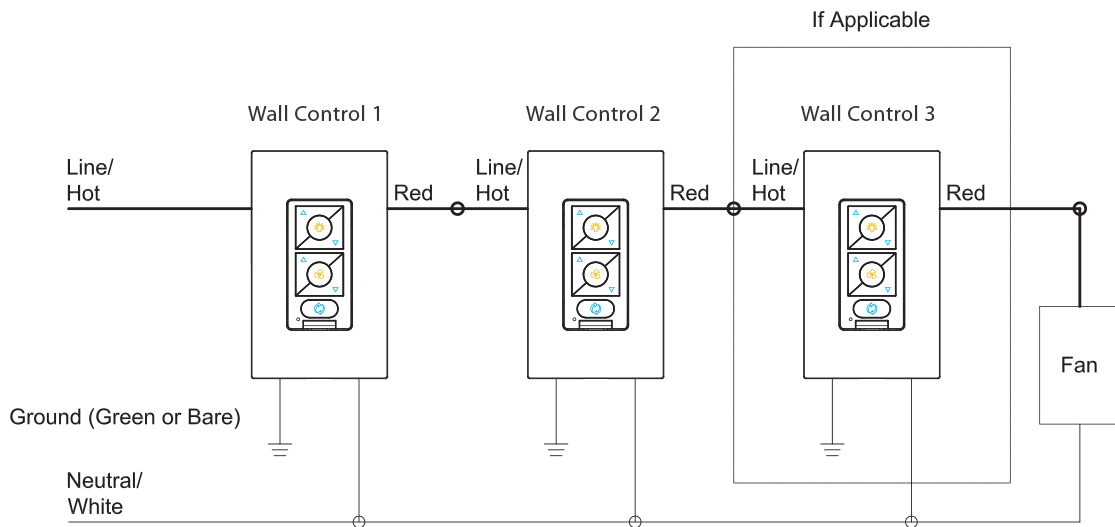 If Applicable
Wall Control 1
Wall Control 2
Wall Control 3
Line/
Hot
Red
Line/
Hot
Red
Line/
Hot
Red
Fan
Ground (Green or Bare)
Neutral/
White